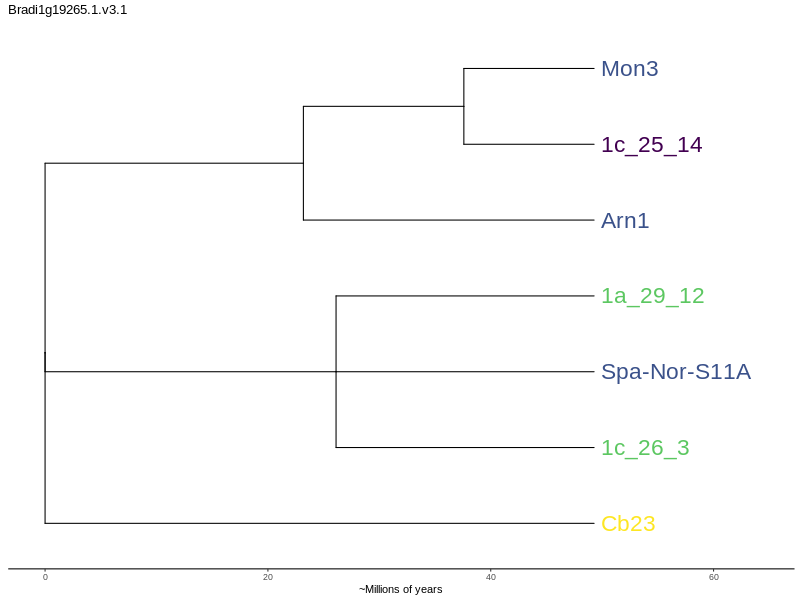 Bradi1g19265.1.v3.1
Mon3
1c_25_14
Arn1
1a_29_12
Spa-Nor-S11A
1c_26_3
Cb23
0 20 40 60
~Millions of years